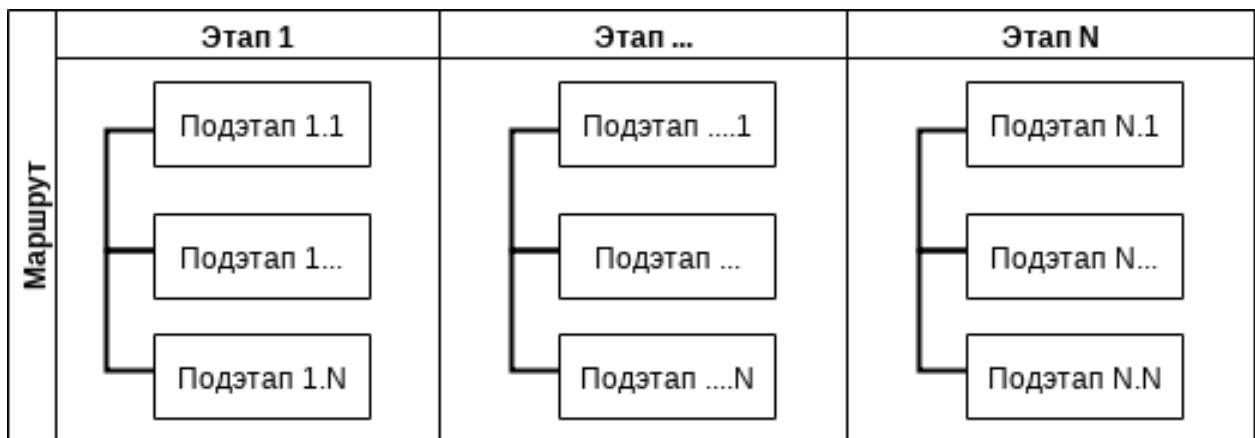 Этап 1
Этап ...
Этап N
Маршрут
Подэтап 1.1
Подэтап ....1
Подэтап N.1
Подэтап 1...
Подэтап ...
Подэтап N...
Подэтап 1.N
Подэтап ....N
Подэтап N.N